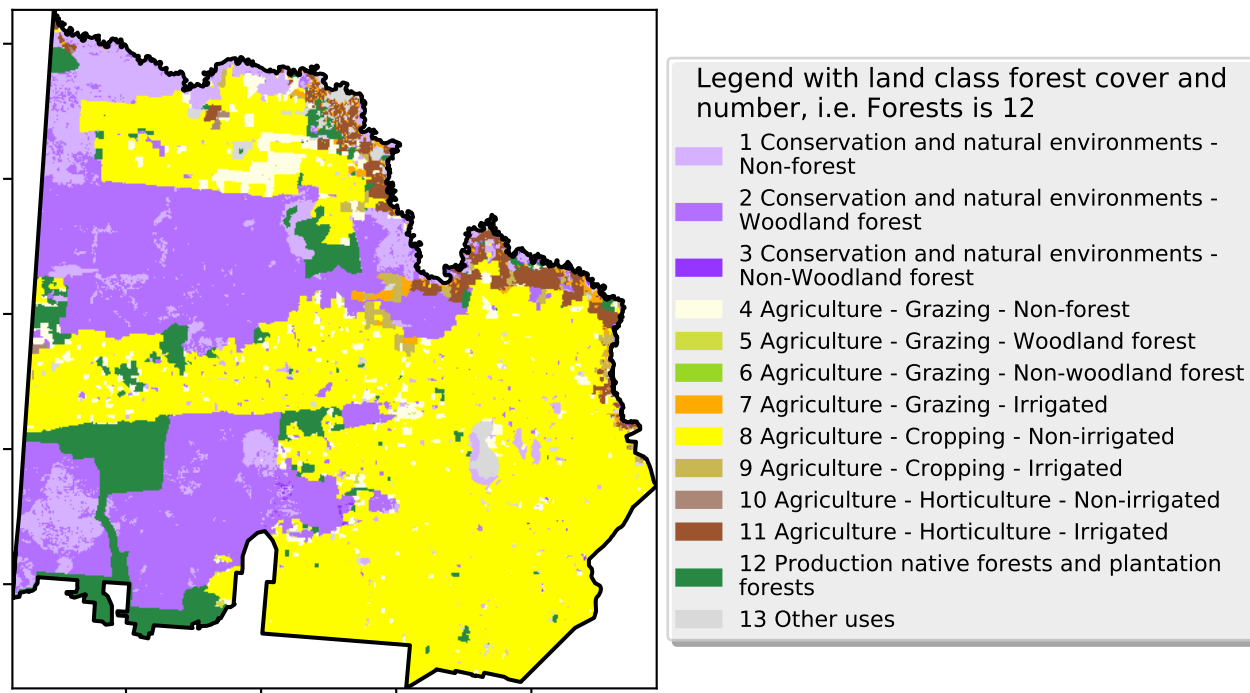 Legend with land class forest cover and
number, i.e. Forests is 12
1 Conservation and natural environments -
Non-forest
2 Conservation and natural environments -
Woodland forest
3 Conservation and natural environments -
Non-Woodland forest
4 Agriculture - Grazing - Non-forest
5 Agriculture - Grazing - Woodland forest
6 Agriculture - Grazing - Non-woodland forest
7 Agriculture - Grazing - Irrigated
8 Agriculture - Cropping - Non-irrigated
9 Agriculture - Cropping - Irrigated
10 Agriculture - Horticulture - Non-irrigated
11 Agriculture - Horticulture - Irrigated
12 Production native forests and plantation
forests
13 Other uses